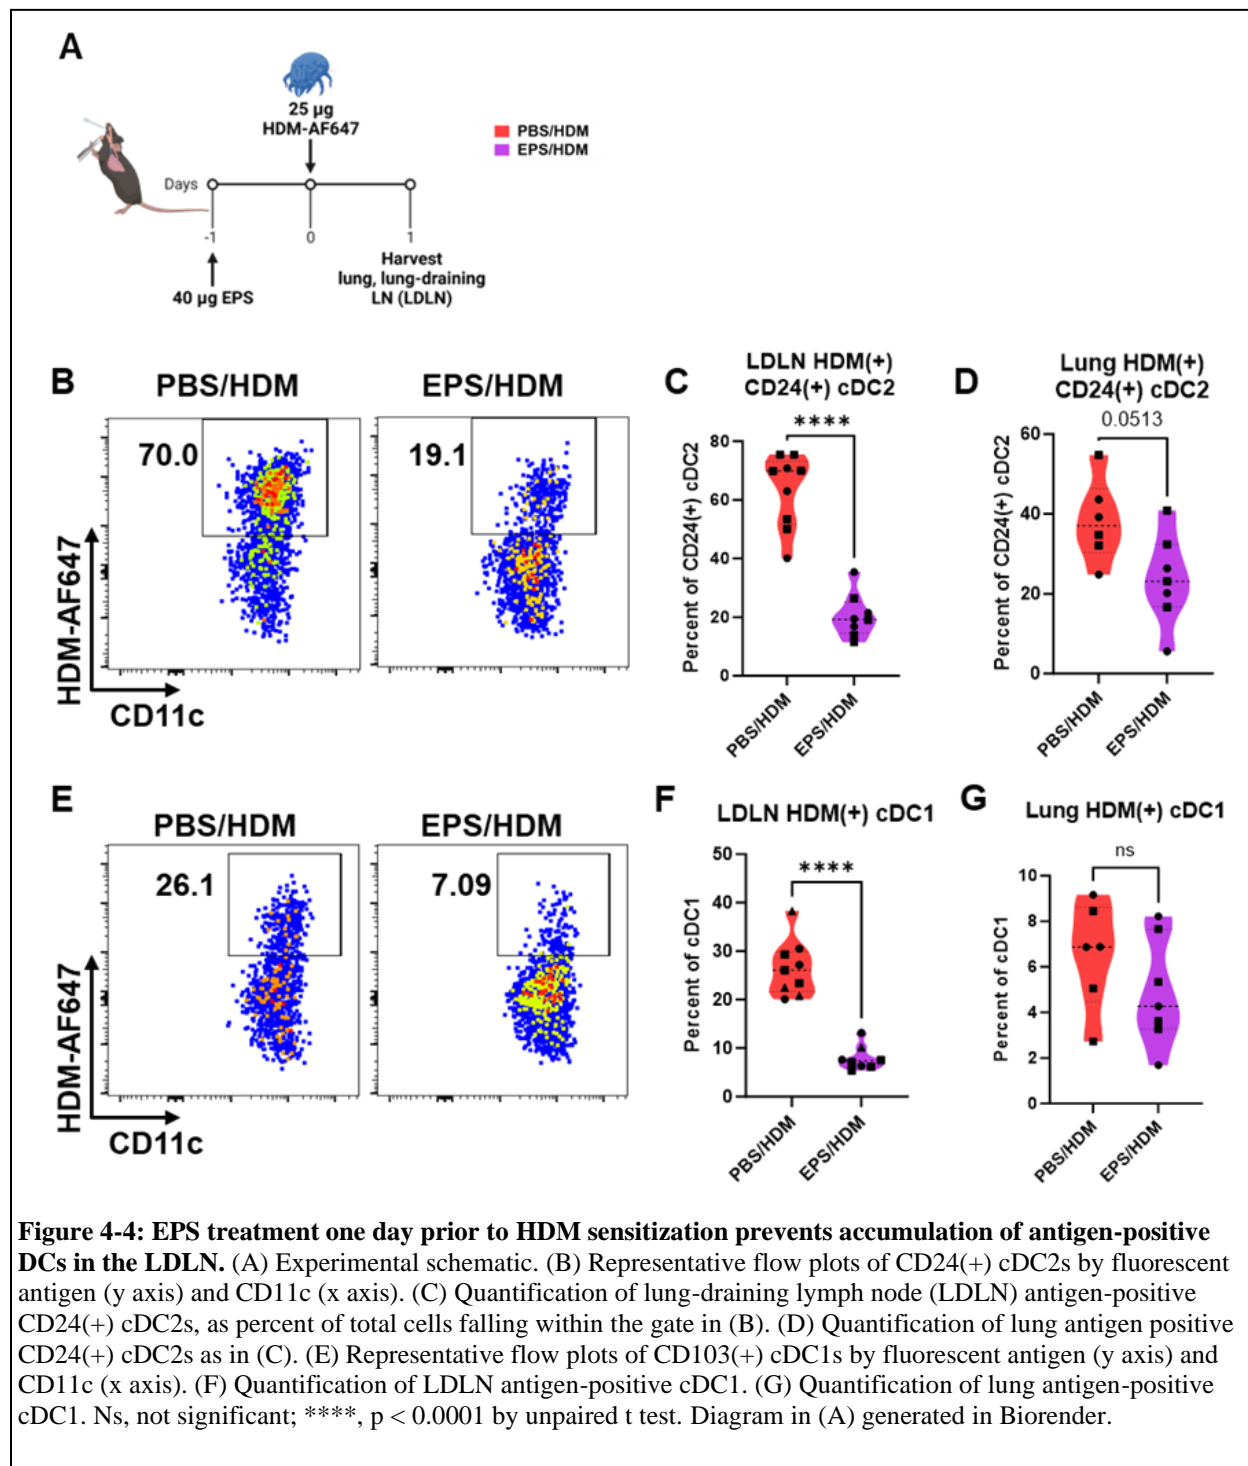 A
25 µg
HDM-AF647
PBS/HDM
EPS/HDM
Days
-1
0
1
40 µg EPS
Harvest
lung, lung-draining
LN (LDLN)
B
PBS/HDM
EPS/HDM
70.0
19.1
HDM-AF647
CD11c
C
LDLN HDM(+)
CD24(+) cDC2
****
Percent of CD24(+) cDC2
80
60
40
20
0
PBS/HDM
EPS/HDM
D
Lung HDM(+)
CD24(+) cDC2
0.0513
Percent of CD24(+) cDC2
60
40
20
0
PBS/HDM
EPS/HDM
E
PBS/HDM
EPS/HDM
26.1
7.09
HDM-AF647
CD11c
F
LDLN HDM(+) cDC1
****
Percent of cDC1
50
40
30
20
10
0
PBS/HDM
EPS/HDM
G
Lung HDM(+) cDC1
ns
Percent of cDC1
10
8
6
4
2
0
PBS/HDM
EPS/HDM
Figure 4-4: EPS treatment one day prior to HDM sensitization prevents accumulation of antigen-positive
DCs in the LDLN. (A) Experimental schematic. (B) Representative flow plots of CD24(+) cDC2s by fluorescent
antigen (y axis) and CD11c (x axis). (C) Quantification of lung-draining lymph node (LDLN) antigen-positive
CD24(+) cDC2s, as percent of total cells falling within the gate in (B). (D) Quantification of lung antigen positive
CD24(+) cDC2s as in (C). (E) Representative flow plots of CD103(+) cDC1s by fluorescent antigen (y axis) and
CD11c (x axis). (F) Quantification of LDLN antigen-positive cDC1. (G) Quantification of lung antigen-positive
cDC1. Ns, not significant; ****, p < 0.0001 by unpaired t test. Diagram in (A) generated in Biorender.